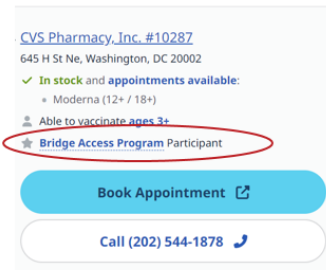 CVS Pharmacy, Inc. #10287
645 H St Ne, Washington, DC 20002
In stock and appointments available:
Moderna (12+ / 18+)
Able to vaccinate ages 3+
Bridge Access Program Participant
Book Appointment
Call (202) 544-1878